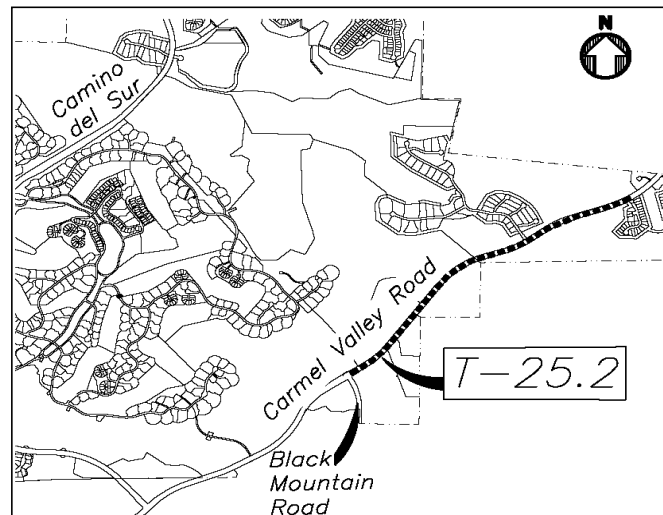 N
Camino
del Sur
Carmel Valley Road
T-25.2
Black
Mountain
Road